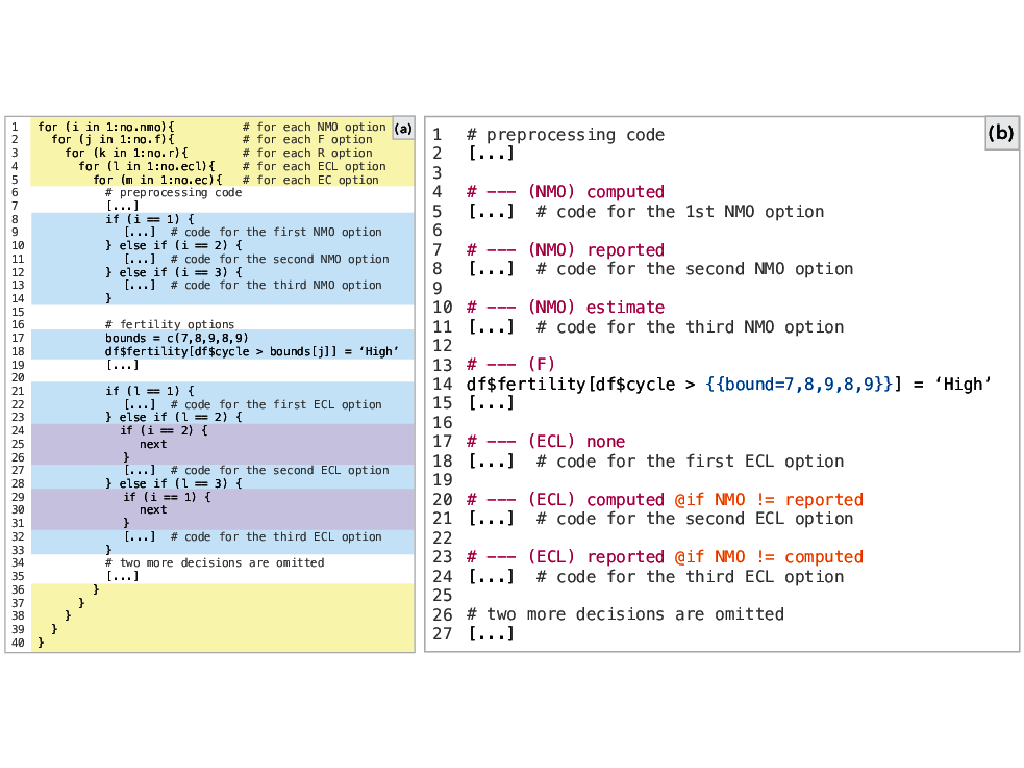 (a)
1 for (i in 1:no.nmo){ # for each NMO option
2 for (j in 1:no.f){ # for each F option
3 for (k in 1:no.r){ # for each R option
4 for (l in 1:no.ecl){ # for each ECL option
5 for (m in 1:no.ec){ # for each EC option
6 # preprocessing code
7 [...]
8 if (i == 1) {
9 [...] # code for the first NMO option
10 } else if (i == 2) {
11 [...] # code for the second NMO option
12 } else if (i == 3) {
13 [...] # code for the third NMO option
14 }
15
16 # fertility options
17 bounds = c(7,8,9,8,9)
18 df$fertility[df$cycle > bounds[j]] = ‘High’
19 [...]
20
21 if (l == 1) {
22 [...] # code for the first ECL option
23 } else if (l == 2) {
24 if (i == 2) {
25 next
26 }
27 [...] # code for the second ECL option
28 } else if (l == 3) {
29 if (i == 1) {
30 next
31 }
32 [...] # code for the third ECL option
33 }
34 # two more decisions are omitted
35 [...]
36 }
37 }
38 }
39 }
40 }
(b)
1 # preprocessing code
2 [...]
3
4 # --- (NMO) computed
5 [...] # code for the 1st NMO option
6
7 # --- (NMO) reported
8 [...] # code for the second NMO option
9
10 # --- (NMO) estimate
11 [...] # code for the third NMO option
12
13 # --- (F)
14 df$fertility[df$cycle > {{bound=7,8,9,8,9}}] = ‘High’
15 [...]
16
17 # --- (ECL) none
18 [...] # code for the first ECL option
19
20 # --- (ECL) computed @if NMO != reported
21 [...] # code for the second ECL option
22
23 # --- (ECL) reported @if NMO != computed
24 [...] # code for the third ECL option
25
26 # two more decisions are omitted
27 [...]